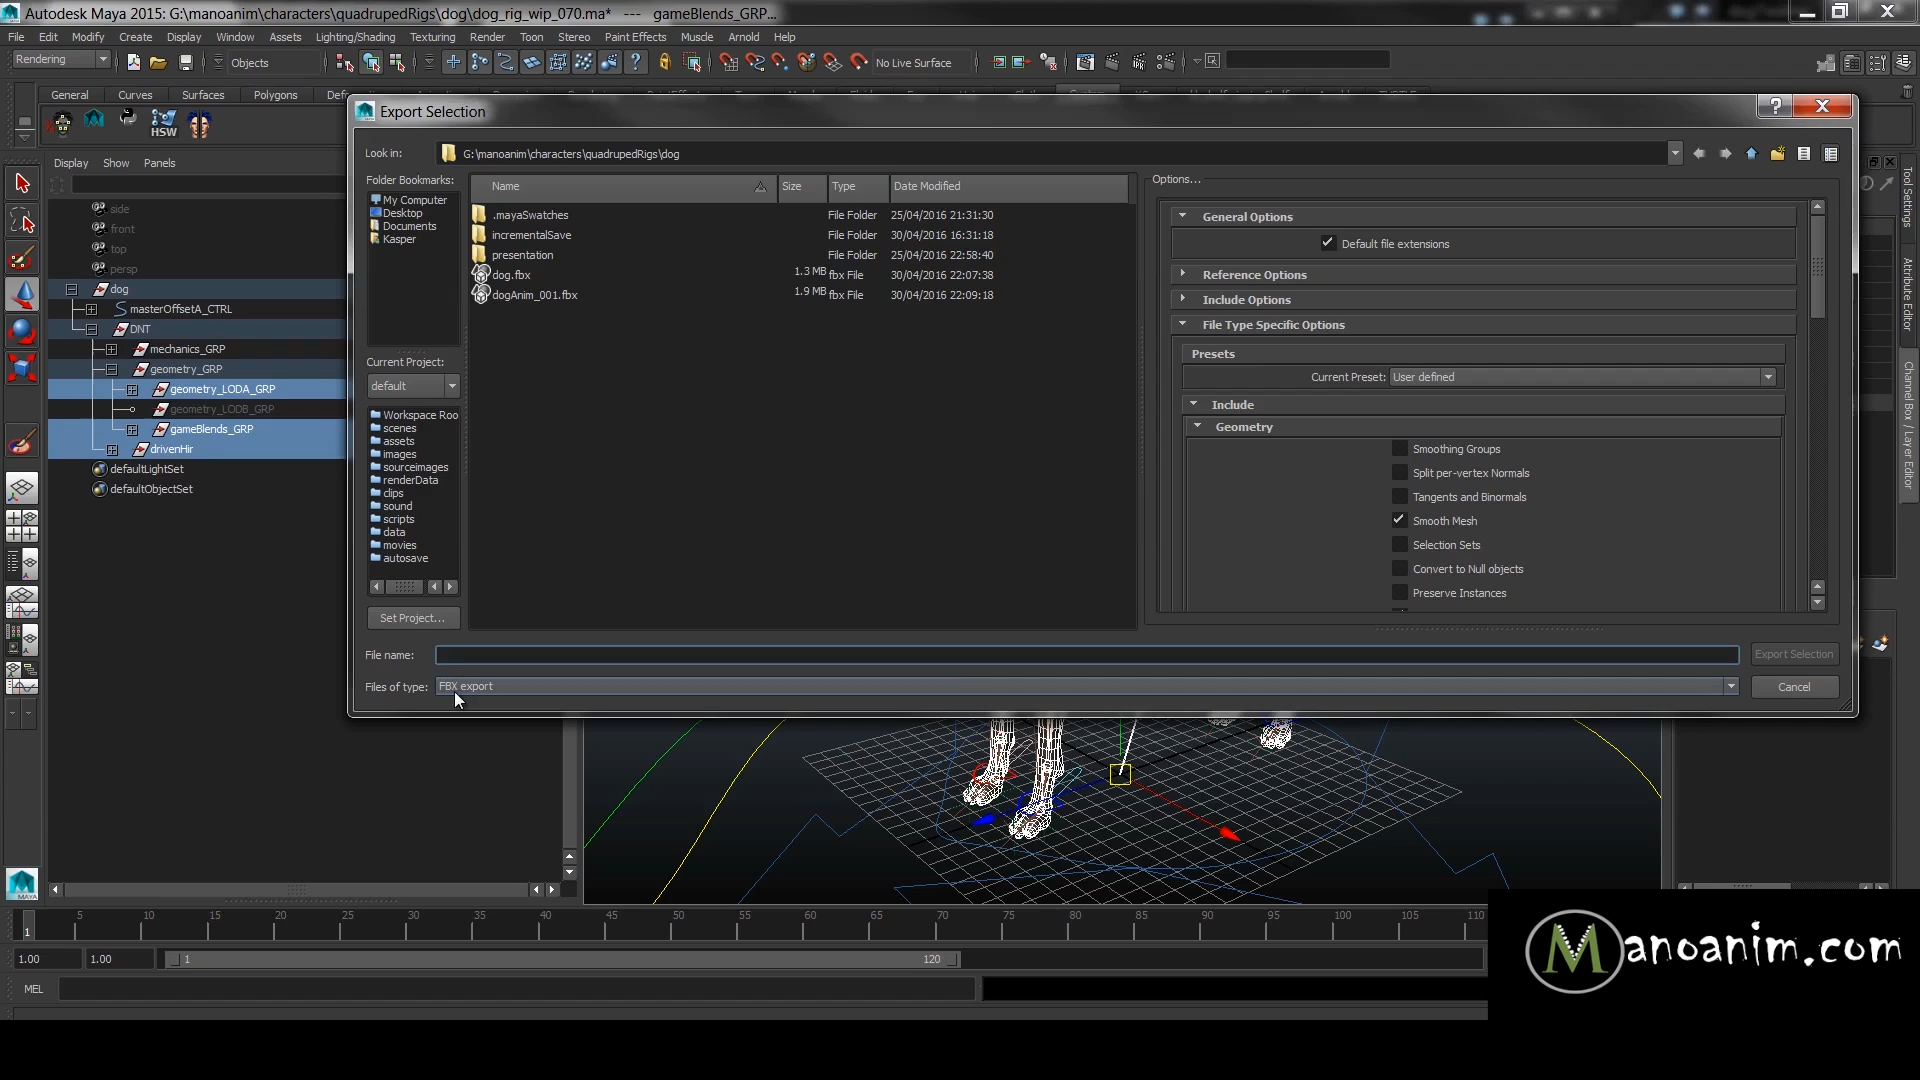 Autodesk Maya 2015: G:\manoanim\characters\quadrupedRigs\dog\dog_rig_wip_070.ma* --- gameBlends_GRP...
File Edit Modify Create Display Window Assets Lighting/Shading Texturing Render Toon Stereo Paint Effects Muscle Arnold Help
Rendering Objects No Live Surface
General Curves Surfaces Polygons
HSW
Display Show Panels
side
front
top
persp
dog
masterOffsetA_CTRL
DNT
mechanics_GRP
geometry_GRP
geometry_LODA_GRP
geometry_LODB_GRP
gameBlends_GRP
drivenHir
defaultLightSet
defaultObjectSet
Export Selection
Look in: G:\manoanim\characters\quadrupedRigs\dog
Folder Bookmarks:
My Computer
Desktop
Documents
Kasper
Current Project:
default
Workspace Roo
scenes
assets
images
sourceimages
renderData
clips
sound
scripts
data
movies
autosave
Set Project...
Name Size Type Date Modified
.mayaSwatches File Folder 25/04/2016 21:31:30
incrementalSave File Folder 30/04/2016 16:31:18
presentation File Folder 25/04/2016 22:58:40
dog.fbx 1.3 MB fbx File 30/04/2016 22:07:38
dogAnim_001.fbx 1.9 MB fbx File 30/04/2016 22:09:18
Options...
General Options
Default file extensions
Reference Options
Include Options
File Type Specific Options
Presets
Current Preset: User defined
Include
Geometry
Smoothing Groups
Split per-vertex Normals
Tangents and Binormals
Smooth Mesh
Selection Sets
Convert to Null objects
Preserve Instances
File name: Export Selection
Files of type: FBX export Cancel
Tool Settings
Attribute Editor
Channel Box / Layer Editor
MAYA
5 10 15 20 25 30 35 40 45 50 55 60 65 70 75 80 85 90 95 100 105 110
1
1.00 1.00 1 120
MEL
Manoanim.com